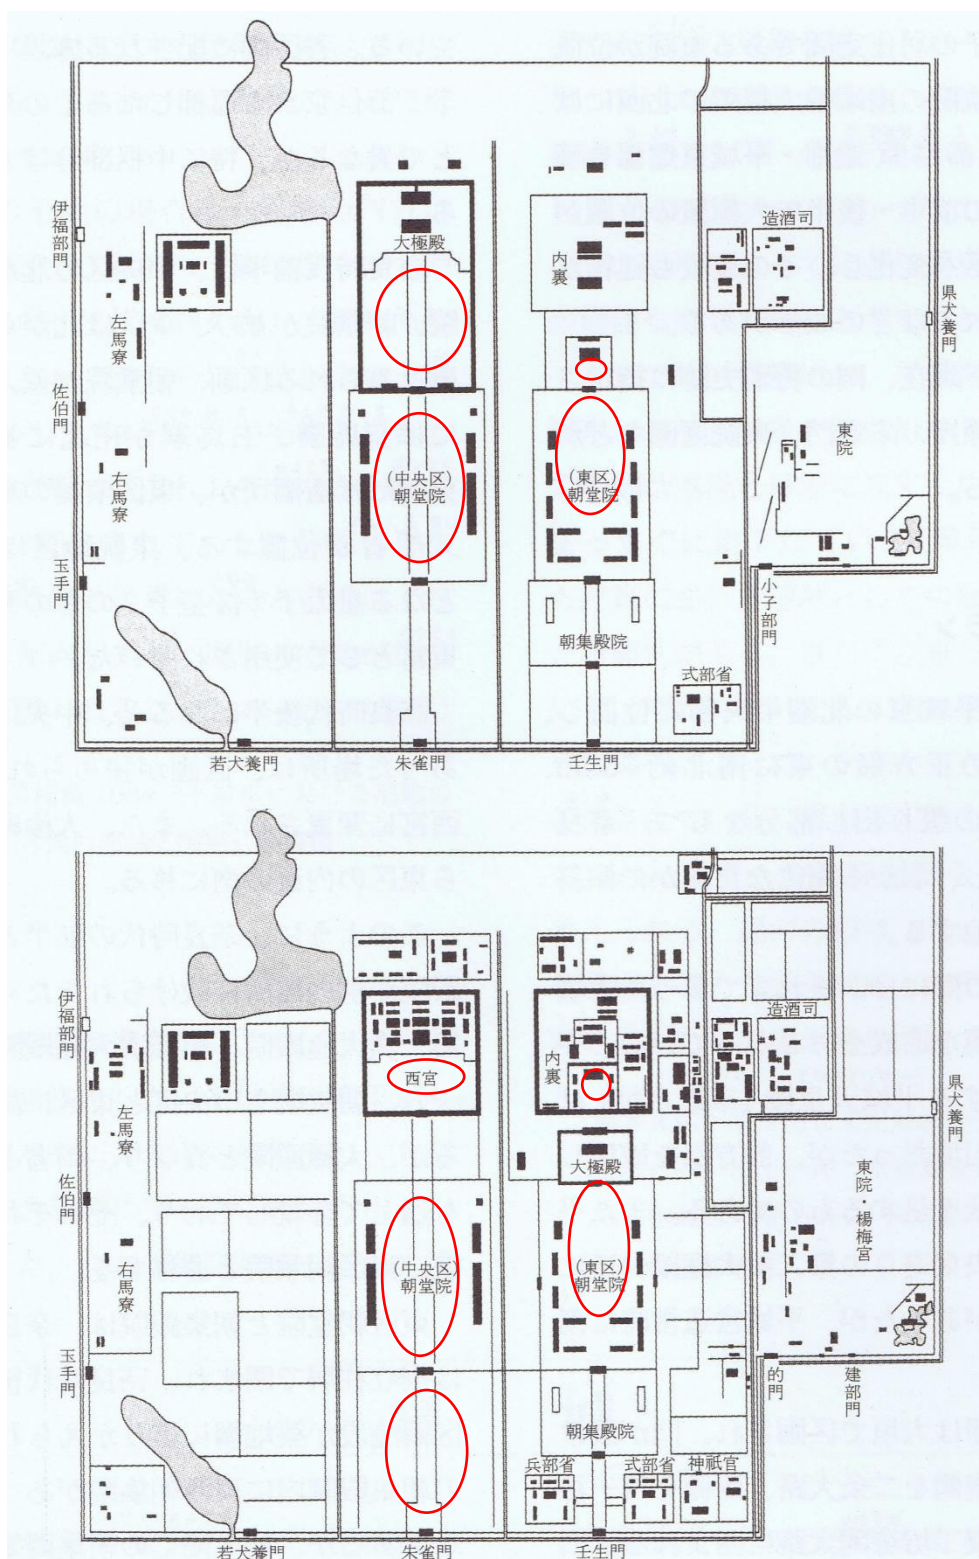 伊福部門
左馬寮
佐伯門
右馬寮
玉手門
大極殿
(中央区)
朝堂院
内裏
(東区)
朝堂院
朝集殿院
造酒司
県犬養門
東院
小子部門
式部省
若犬養門
朱雀門
壬生門
伊福部門
左馬寮
佐伯門
右馬寮
玉手門
西宮
(中央区)
朝堂院
内裏
大極殿
(東区)
朝堂院
朝集殿院
造酒司
県犬養門
東院・楊梅宮
的門
建部門
兵部省
式部省
神祇官
若犬養門
朱雀門
壬生門